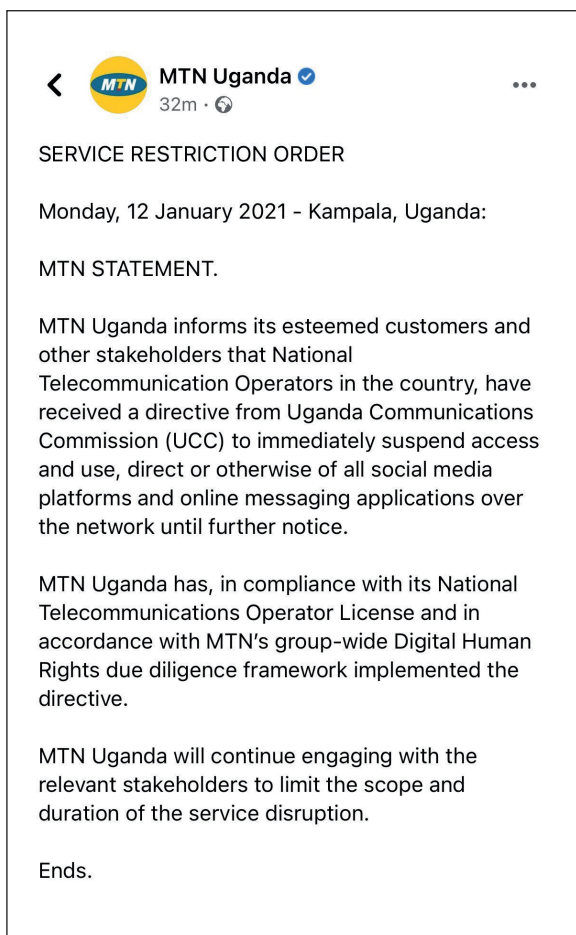 MTN
MTN Uganda
32m ·
SERVICE RESTRICTION ORDER
Monday, 12 January 2021 - Kampala, Uganda:
MTN STATEMENT.
MTN Uganda informs its esteemed customers and
other stakeholders that National
Telecommunication Operators in the country, have
received a directive from Uganda Communications
Commission (UCC) to immediately suspend access
and use, direct or otherwise of all social media
platforms and online messaging applications over
the network until further notice.
MTN Uganda has, in compliance with its National
Telecommunications Operator License and in
accordance with MTN’s group-wide Digital Human
Rights due diligence framework implemented the
directive.
MTN Uganda will continue engaging with the
relevant stakeholders to limit the scope and
duration of the service disruption.
Ends.